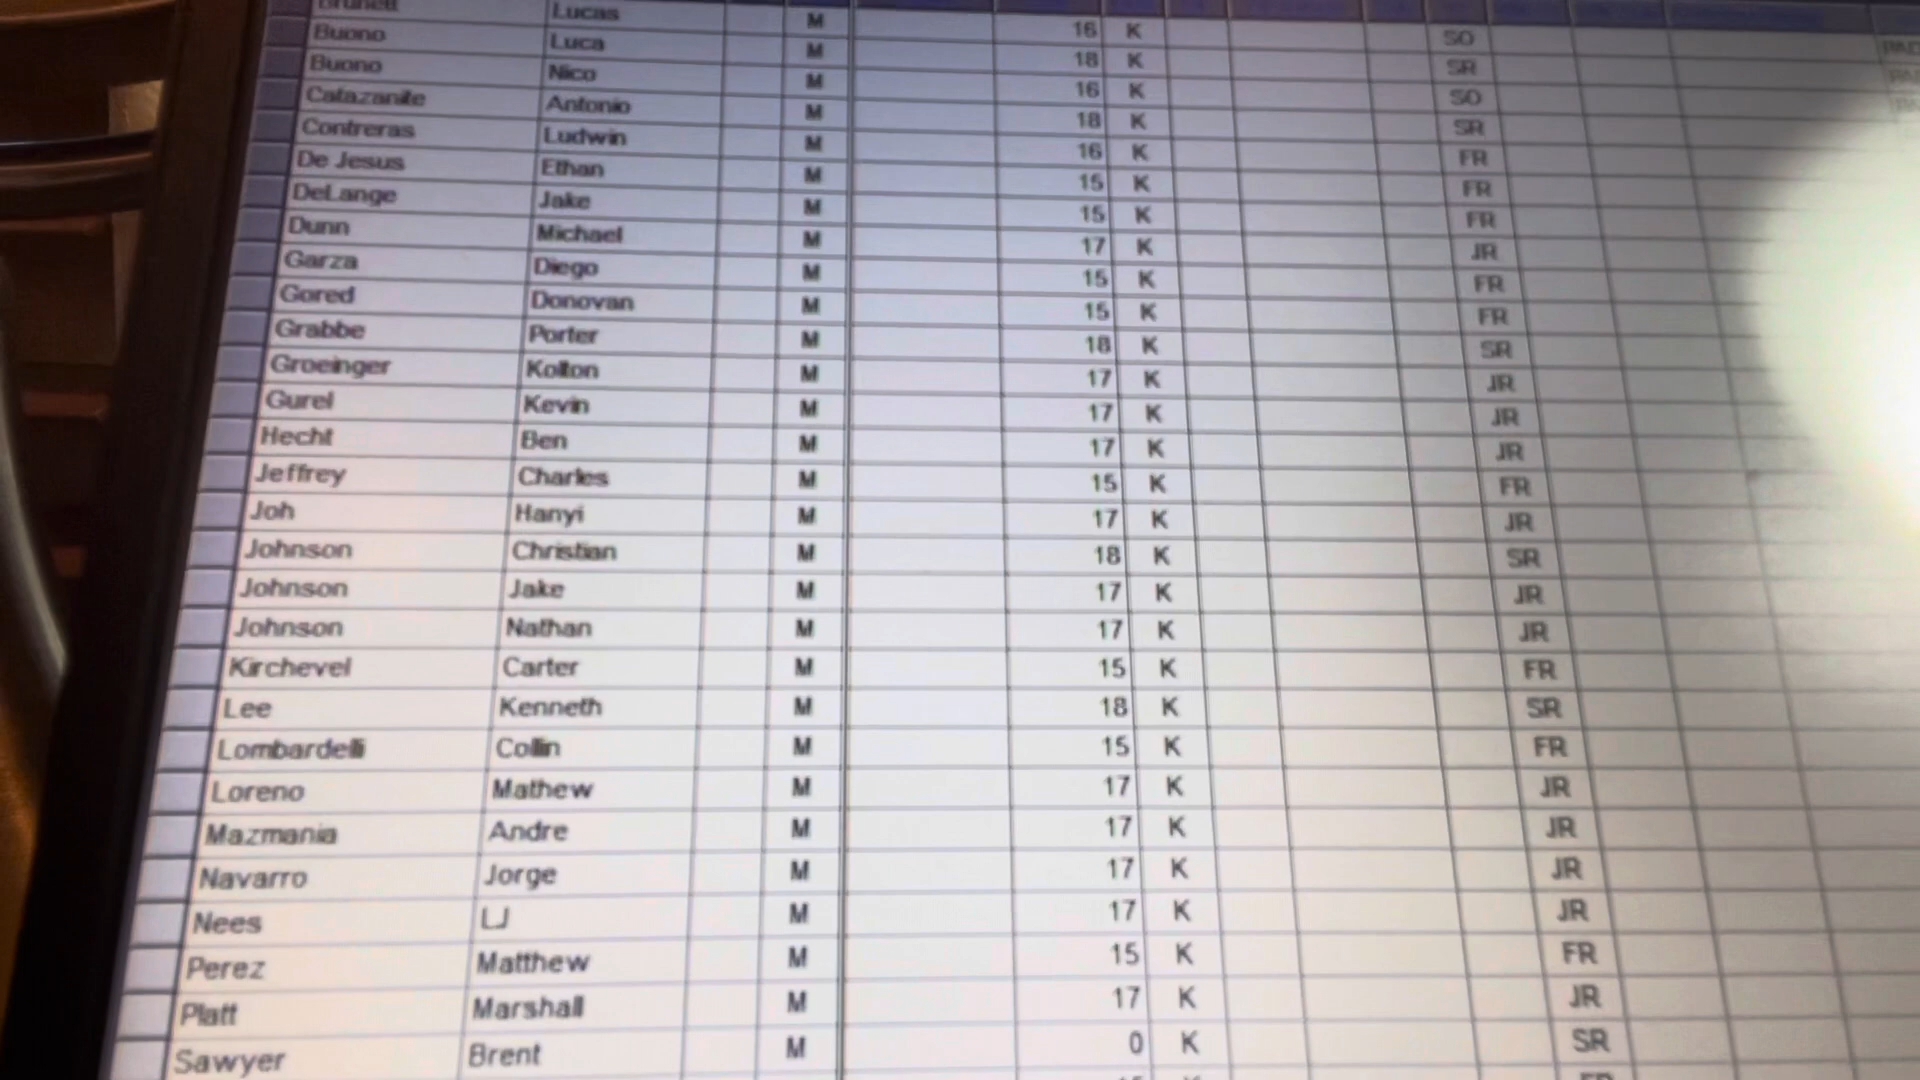 Lucas M 16 K SO
Buono Luca M 18 K SR
Buono Nico M 16 K SO
Catazanite Antonio M 18 K SR
Contreras Ludwin M 16 K FR
De Jesus Ethan M 15 K FR
DeLange Jake M 15 K FR
Dunn Michael M 17 K JR
Garza Diego M 15 K FR
Gored Donovan M 15 K FR
Grabbe Porter M 18 K SR
Groeinger Kolton M 17 K JR
Gurel Kevin M 17 K JR
Hecht Ben M 17 K JR
Jeffrey Charles M 15 K FR
Joh Hanyi M 17 K JR
Johnson Christian M 18 K SR
Johnson Jake M 17 K JR
Johnson Nathan M 17 K JR
Kirchevel Carter M 15 K FR
Lee Kenneth M 18 K SR
Lombardelli Collin M 15 K FR
Loreno Mathew M 17 K JR
Mazmania Andre M 17 K JR
Navarro Jorge M 17 K JR
Nees LJ M 17 K JR
Perez Matthew M 15 K FR
Platt Marshall M 17 K JR
Sawyer Brent M 0 K SR